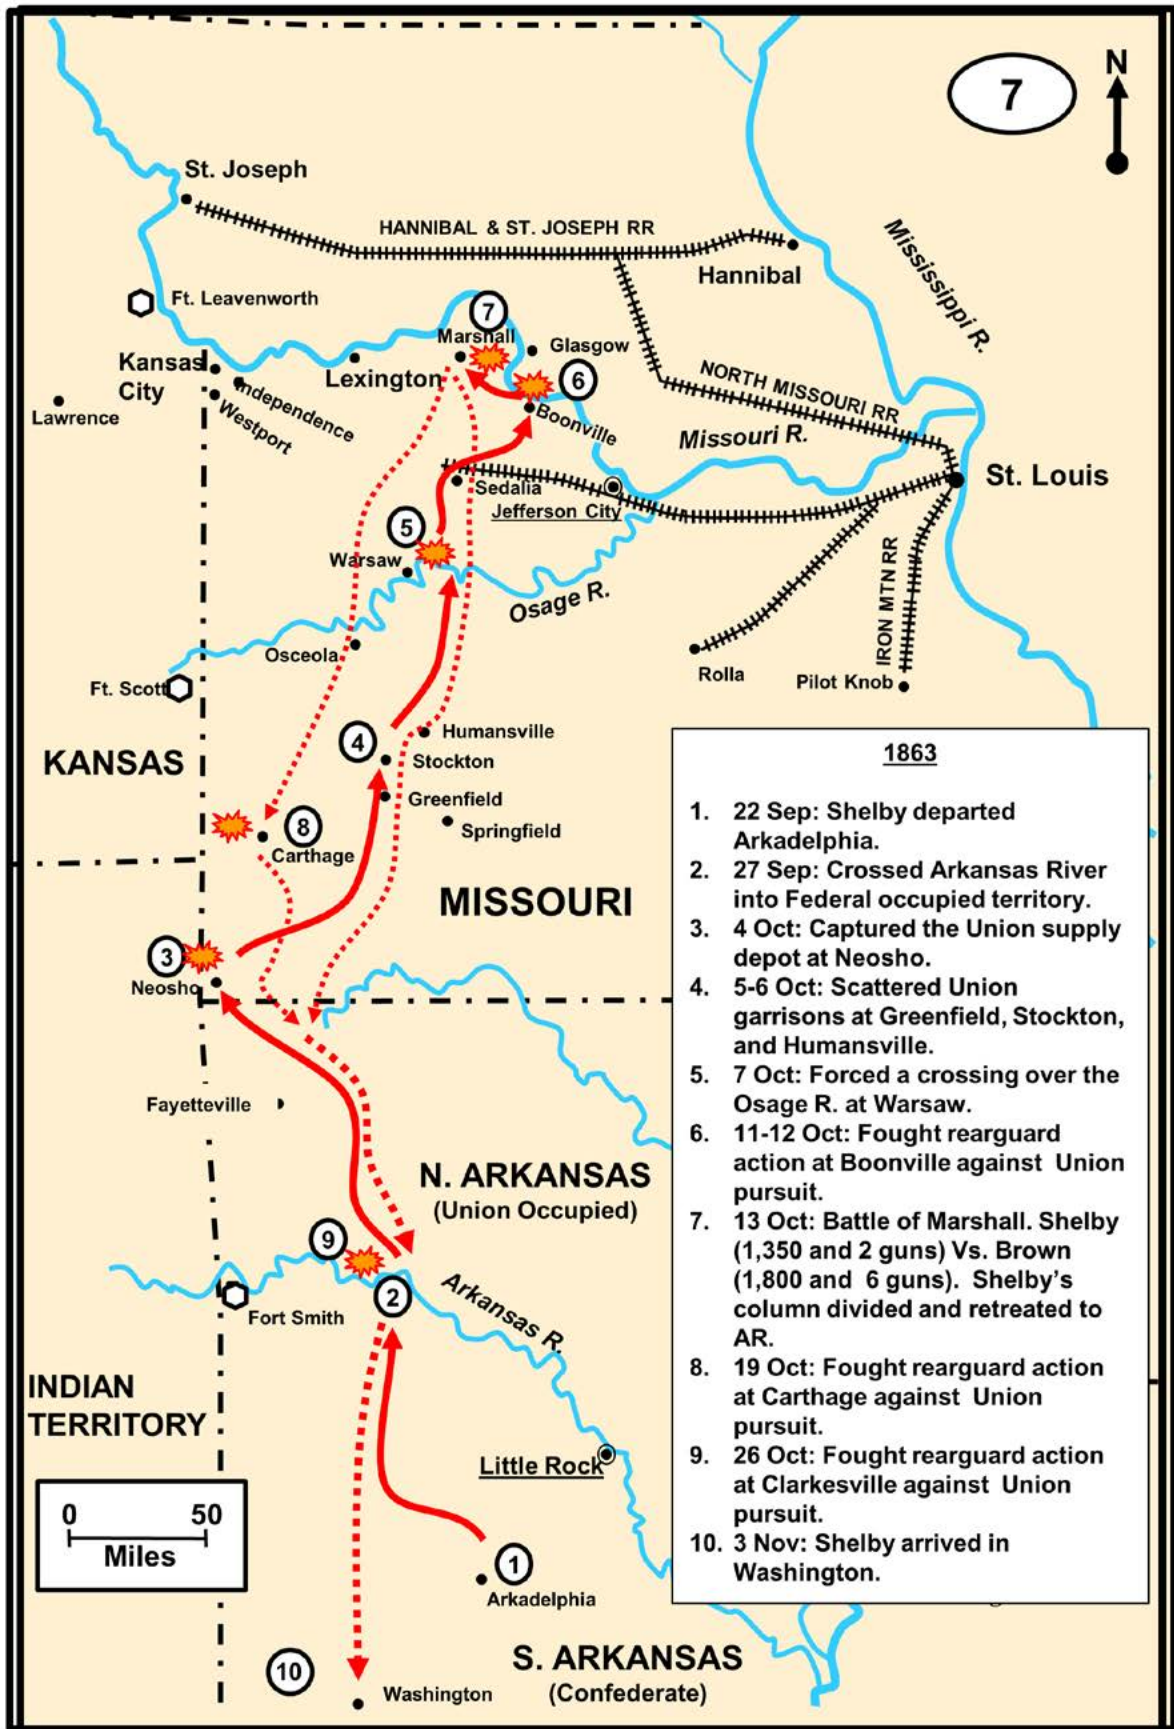 7
N
St. Joseph
HANNIBAL & ST. JOSEPH RR
Hannibal
Mississippi R.
Ft. Leavenworth
7
Marshall
Glasgow
Kansas
City
Lexington
6
Independence
Westport
Lawrence
Boonville
NORTH MISSOURI RR
Missouri R.
St. Louis
Sedalia
Jefferson City
5
Warsaw
Osage R.
IRON MTN RR
Osceola
Rolla
Pilot Knob
Ft. Scott
4
Humansville
Stockton
KANSAS
Greenfield
Springfield
8
Carthage
MISSOURI
3
Neosho
Fayetteville
N. ARKANSAS
(Union Occupied)
9
2
Arkansas R.
Fort Smith
INDIAN
TERRITORY
Little Rock
0 50
Miles
1
Arkadelphia
S. ARKANSAS
(Confederate)
10
Washington
1863
1. 22 Sep: Shelby departed
Arkadelphia.
2. 27 Sep: Crossed Arkansas River
into Federal occupied territory.
3. 4 Oct: Captured the Union supply
depot at Neosho.
4. 5-6 Oct: Scattered Union
garrisons at Greenfield, Stockton,
and Humansville.
5. 7 Oct: Forced a crossing over the
Osage R. at Warsaw.
6. 11-12 Oct: Fought rearguard
action at Boonville against Union
pursuit.
7. 13 Oct: Battle of Marshall. Shelby
(1,350 and 2 guns) Vs. Brown
(1,800 and 6 guns). Shelby's
column divided and retreated to
AR.
8. 19 Oct: Fought rearguard action
at Carthage against Union
pursuit.
9. 26 Oct: Fought rearguard action
at Clarkesville against Union
pursuit.
10. 3 Nov: Shelby arrived in
Washington.